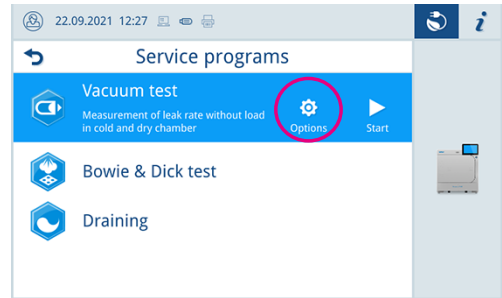 22.09.2021 12:27
i
Service programs
Vacuum test
Measurement of leak rate without load
in cold and dry chamber
Options
Start
Bowie & Dick test
Draining